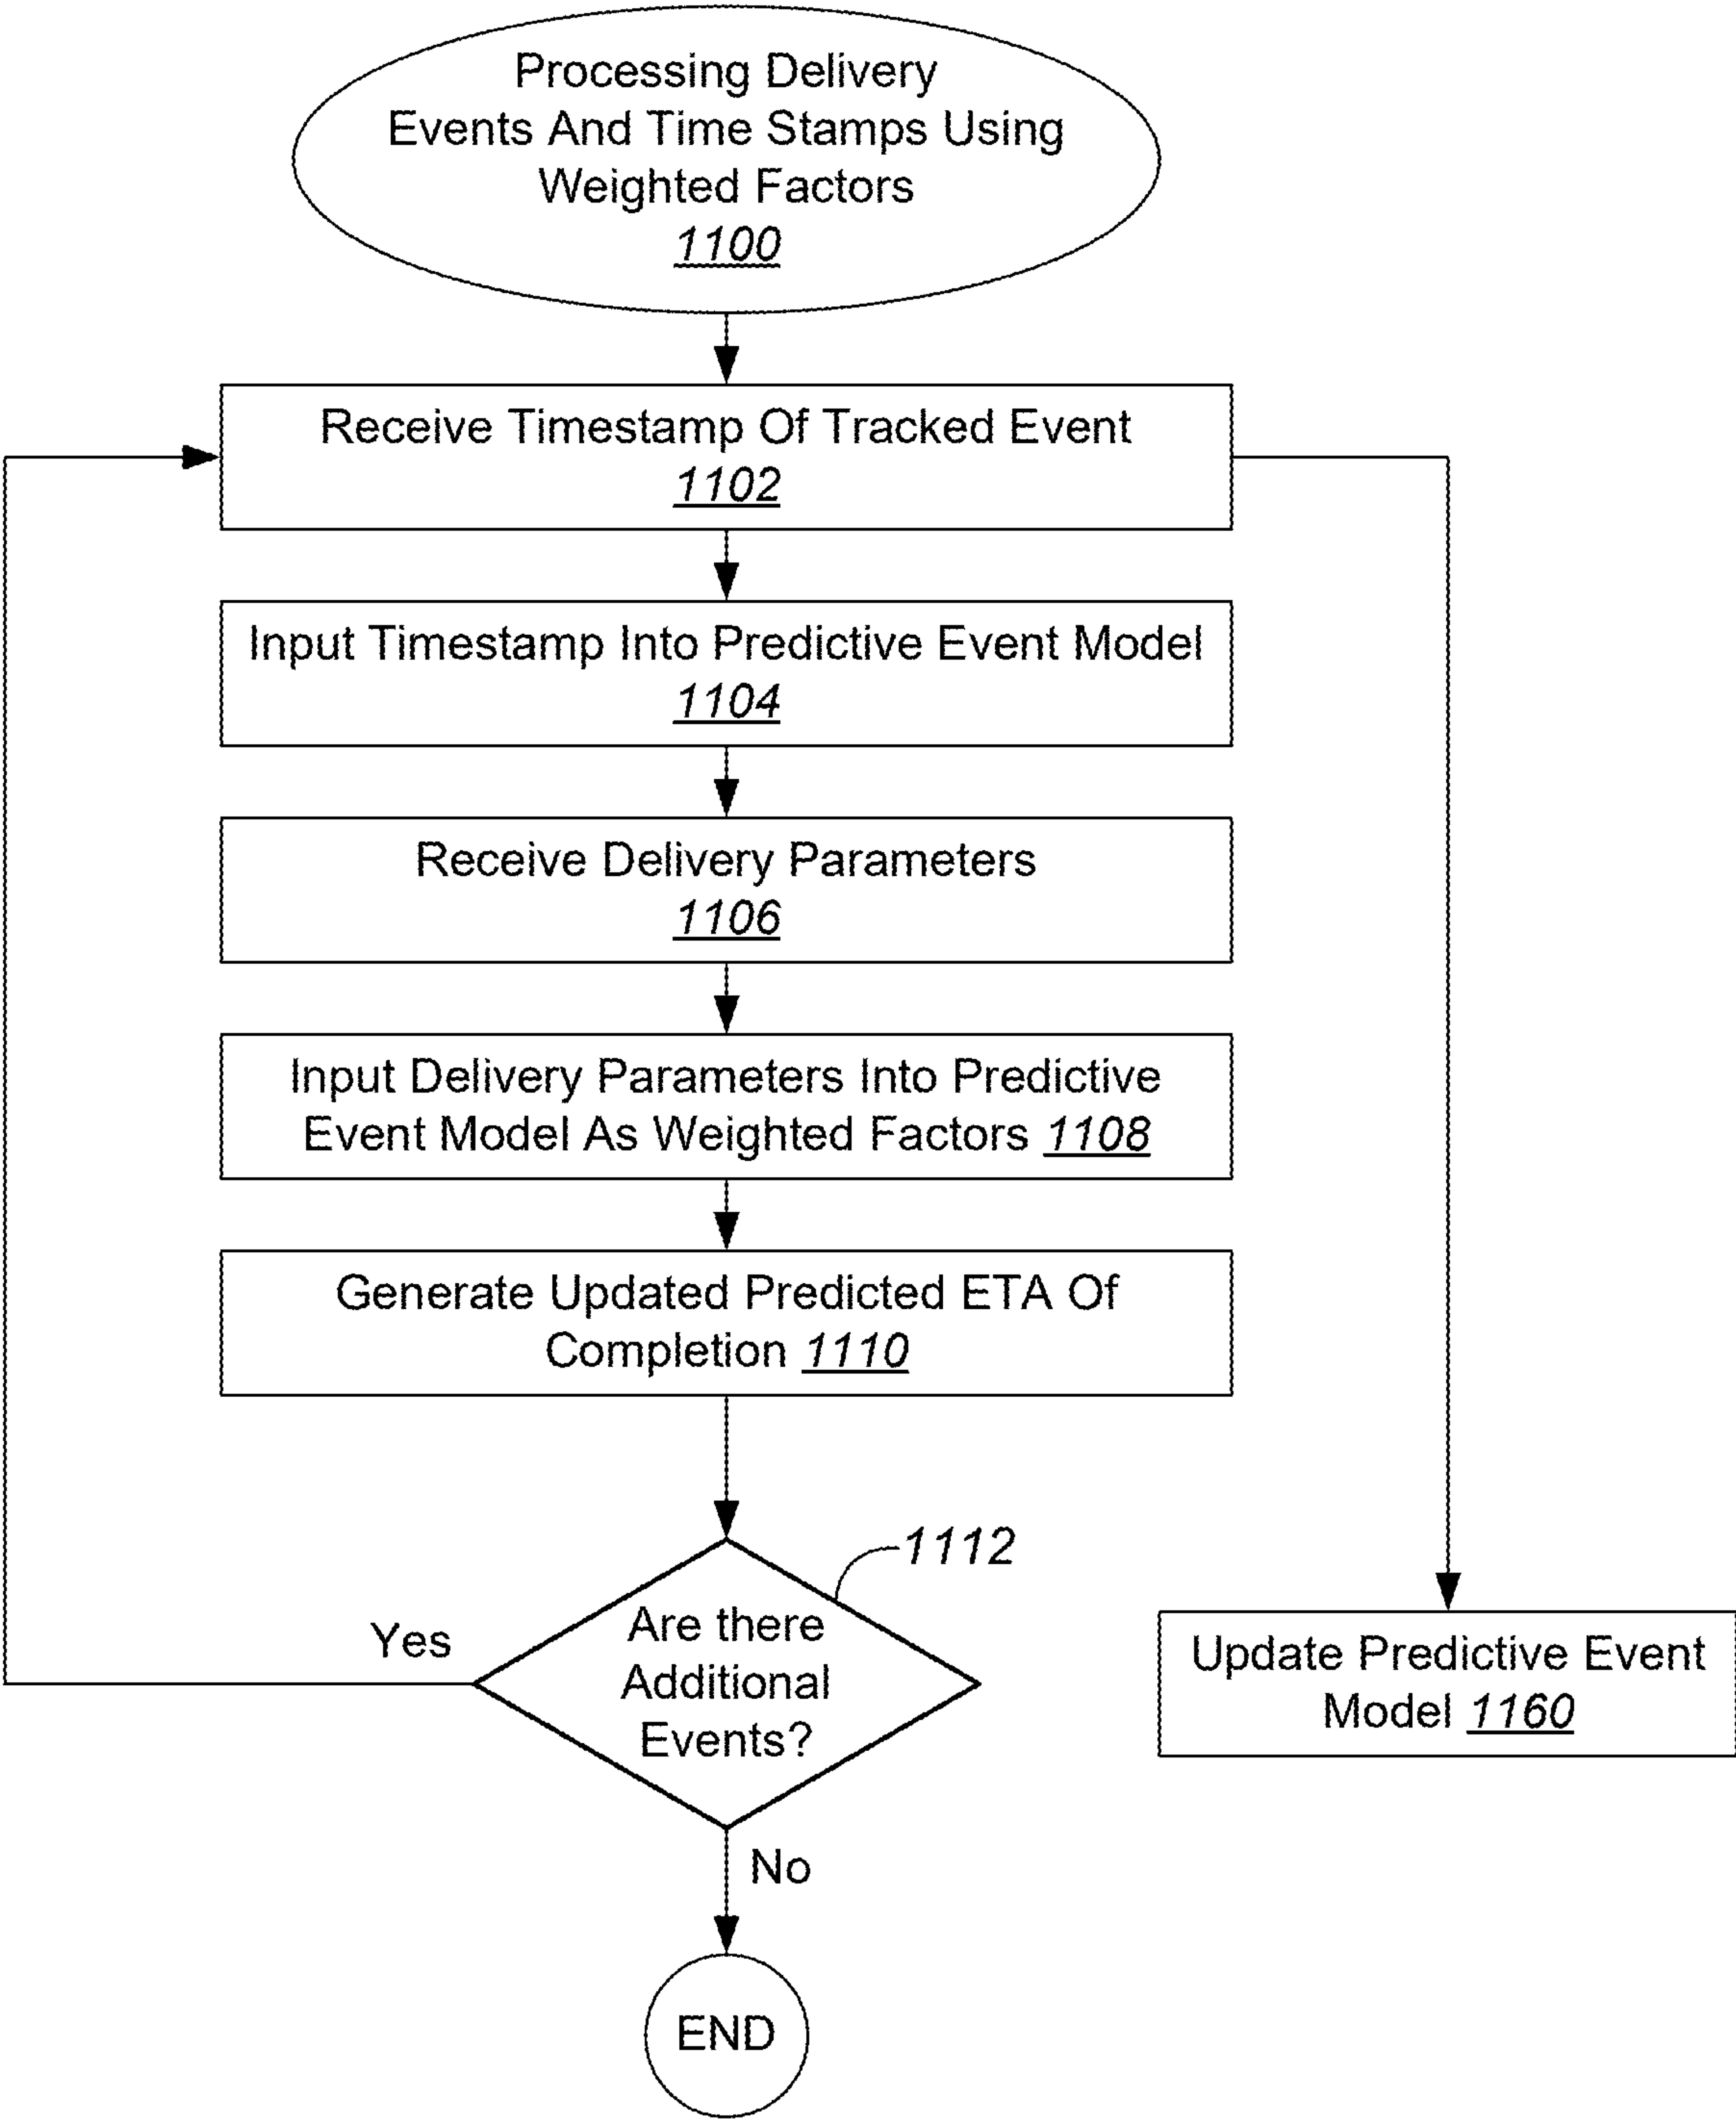 Processing Delivery
Events And Time Stamps Using
Weighted Factors
1100
Receive Timestamp Of Tracked Event
1102
Input Timestamp Into Predictive Event Model
1104
Receive Delivery Parameters
1106
Input Delivery Parameters Into Predictive
Event Model As Weighted Factors 1108
Generate Updated Predicted ETA Of
Completion 1110
1112
Are there
Additional
Events?
Yes
No
Update Predictive Event
Model 1160
END